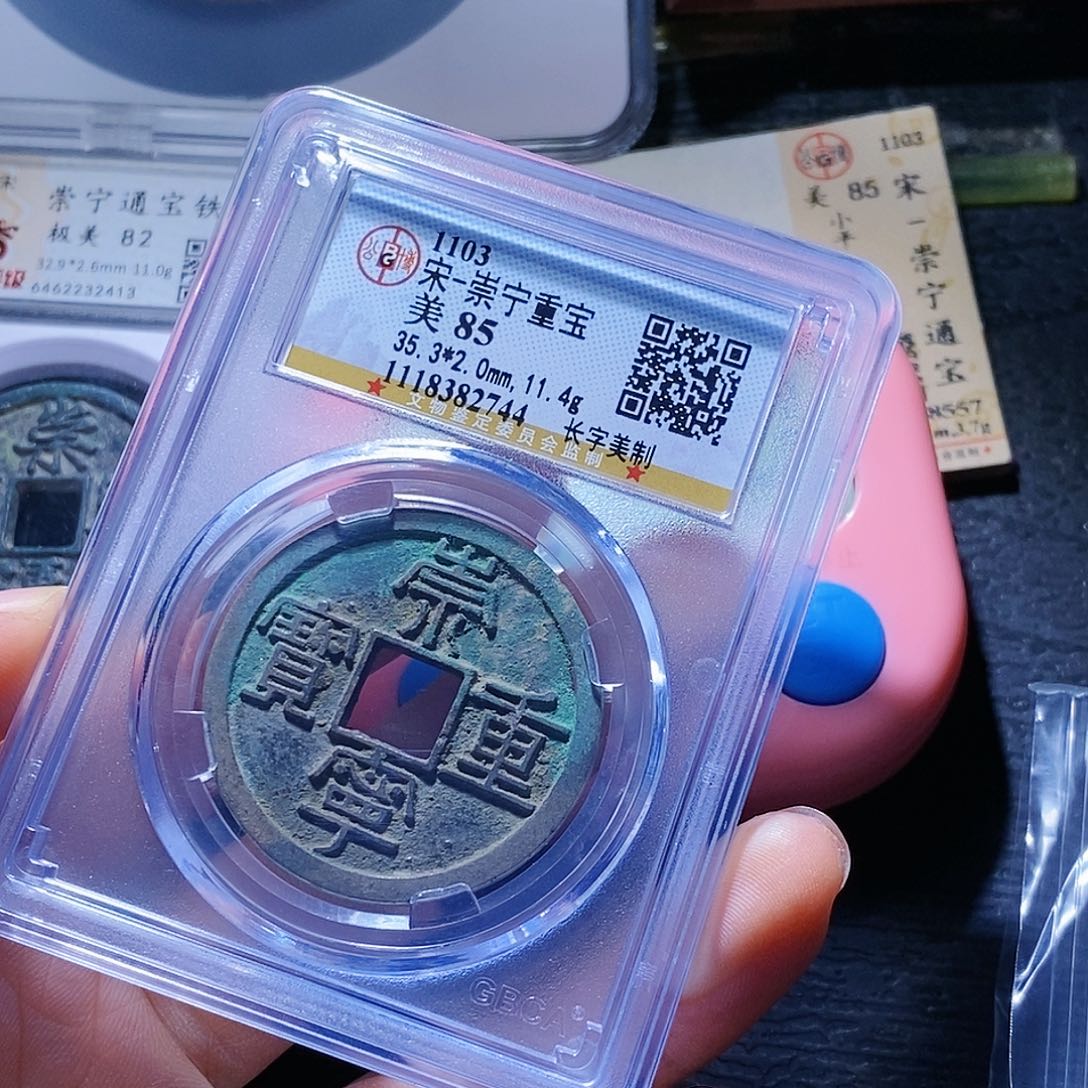 崇宁通宝铁
极美 82
32.9*2.6mm 11.0g
6462232413
公博
1103
宋-崇宁重宝
美 85
35.3*2.0mm, 11.4g
1118382744
长字美制
文物鉴定委员会监制
崇
重
寧
寶
GBCA
1103
美 85 宋-崇宁通宝
小平
崇